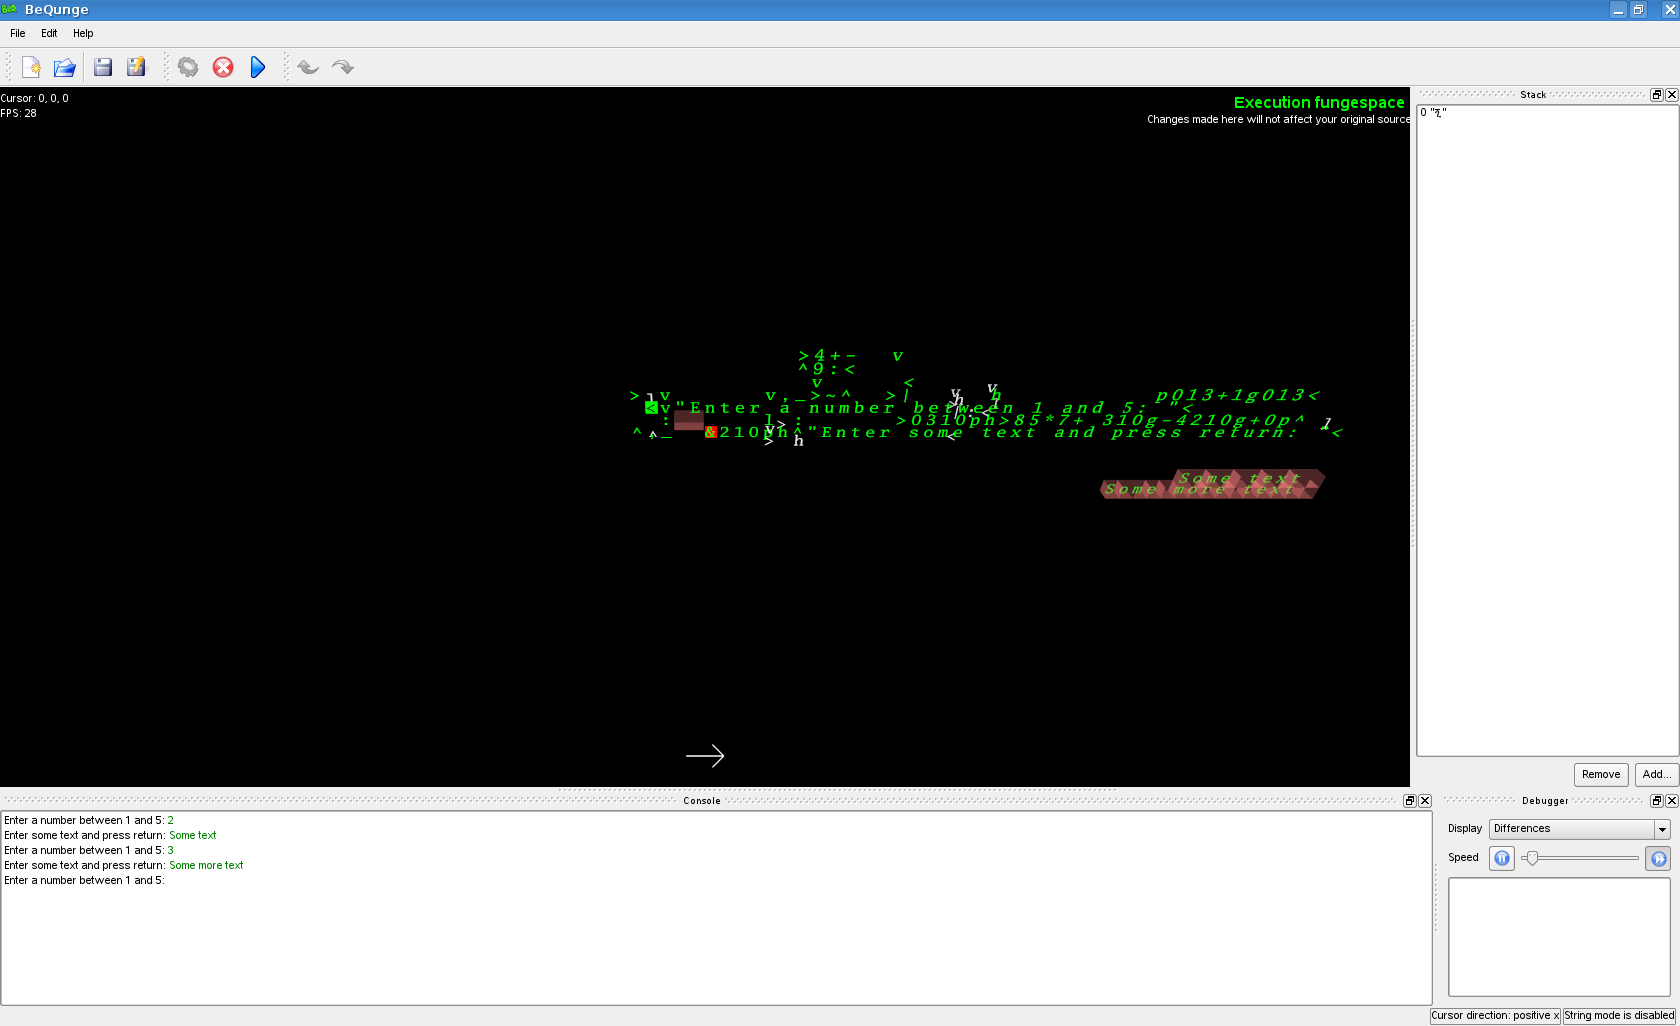 BeQunge
File Edit Help
Cursor: 0, 0, 0
FPS: 28
Execution fungespace
Changes made here will not affect your original source
Stack
0 "
>4+- v
^9:<
v <
> v v,_>~^ >| p013+1g013<
<v"Enter a number between 1 and 5: "<
>0310ph>85*7+ 310g-4210g+0p^
&210ph^"Enter some text and press return: <
> h
Some text
Some more text
Remove Add...
Console
Enter a number between 1 and 5: 2
Enter some text and press return: Some text
Enter a number between 1 and 5: 3
Enter some text and press return: Some more text
Enter a number between 1 and 5:
Debugger
Display Differences
Speed
Cursor direction: positive x String mode is disabled